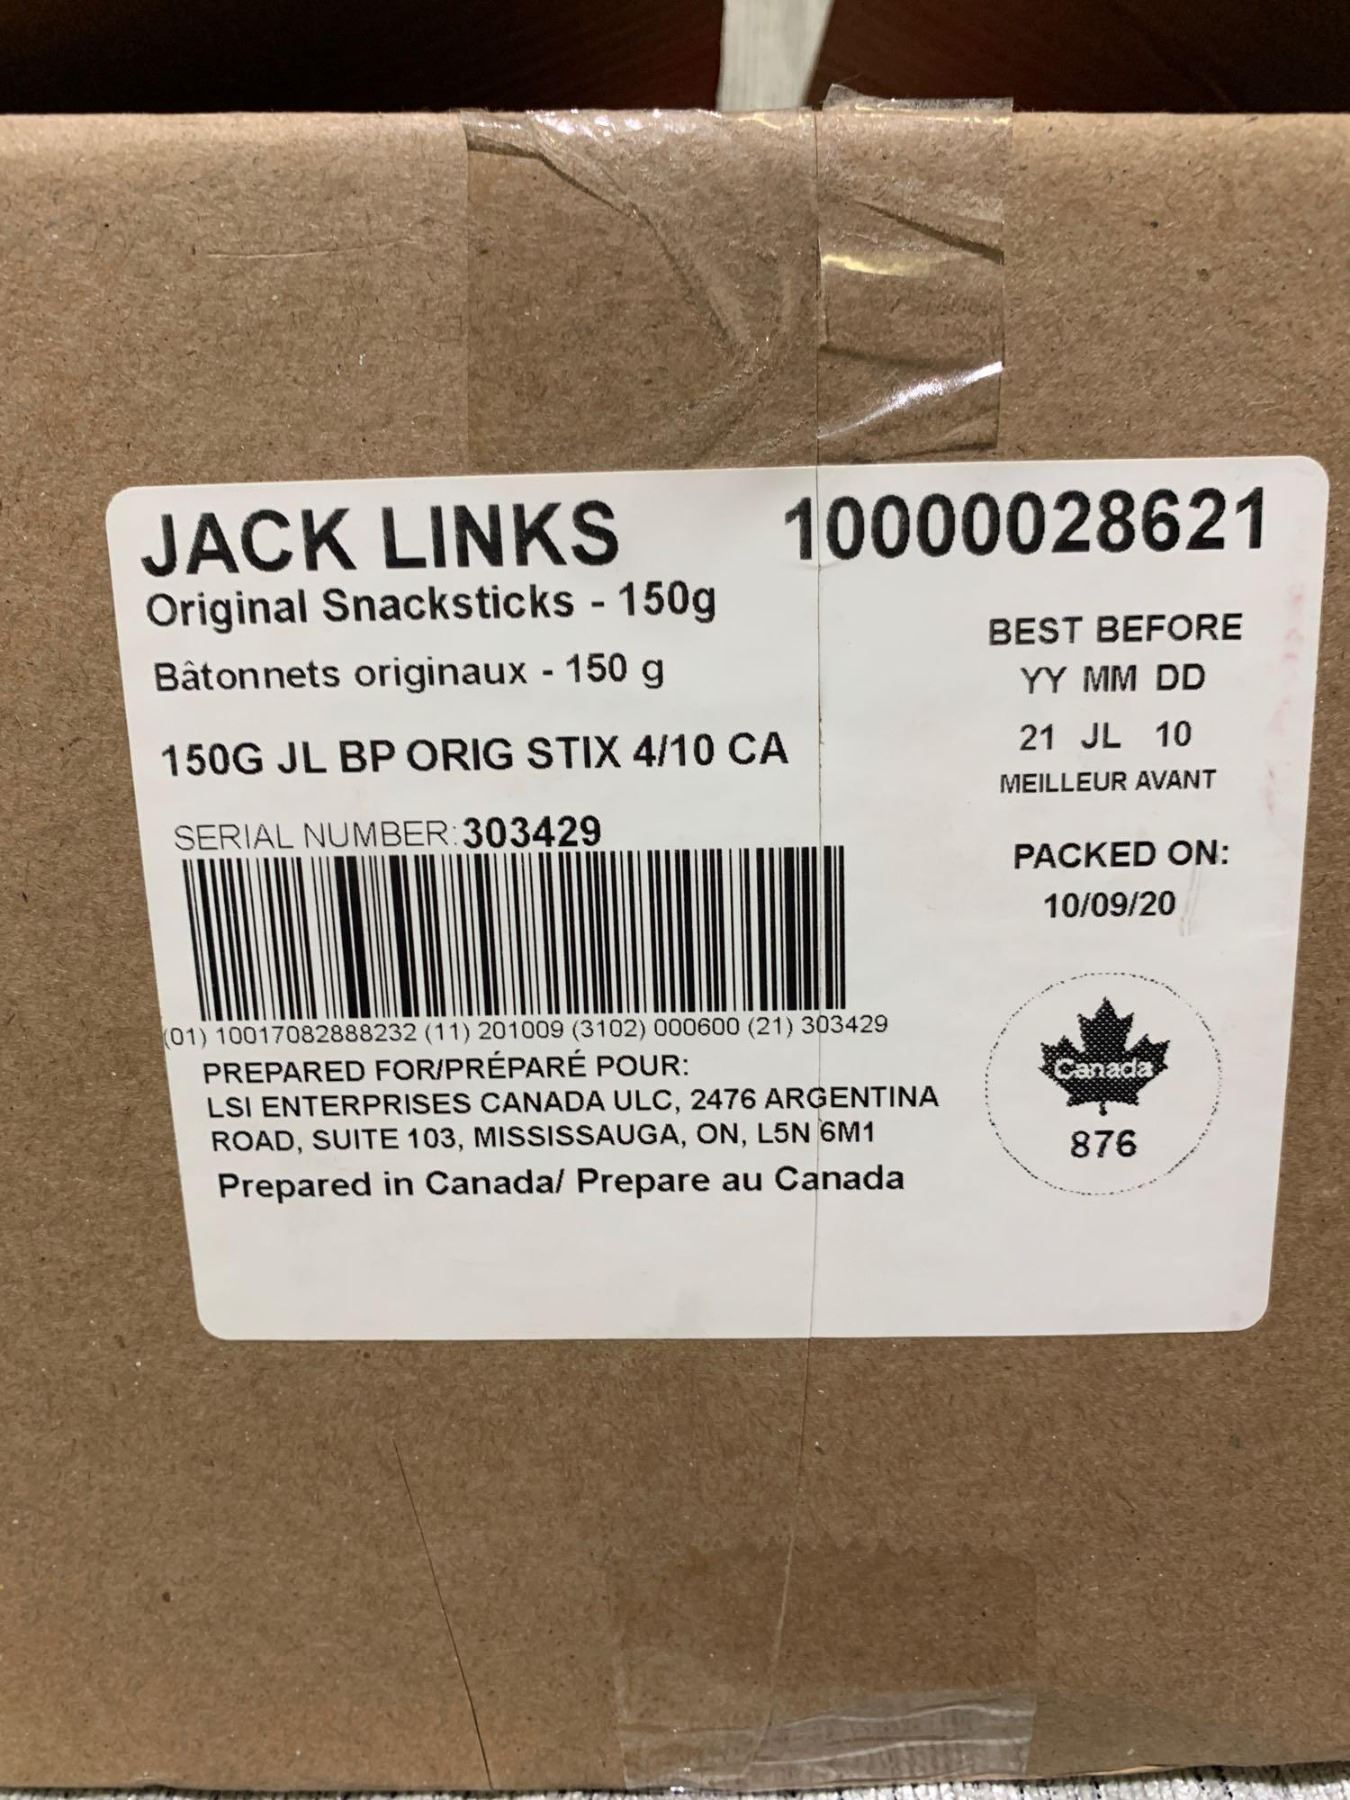 JACK LINKS
10000028621
Original Snacksticks - 150g
Bâtonnets originaux - 150 g
150G JL BP ORIG STIX 4/10 CA
BEST BEFORE
YY MM DD
21 JL 10
MEILLEUR AVANT
PACKED ON:
10/09/20
SERIAL NUMBER:303429
(01) 10017082888232 (11) 201009 (3102) 000600 (21) 303429
PREPARED FOR/PRÉPARÉ POUR:
LSI ENTERPRISES CANADA ULC, 2476 ARGENTINA
ROAD, SUITE 103, MISSISSAUGA, ON, L5N 6M1
Prepared in Canada/ Prepare au Canada
Canada
876